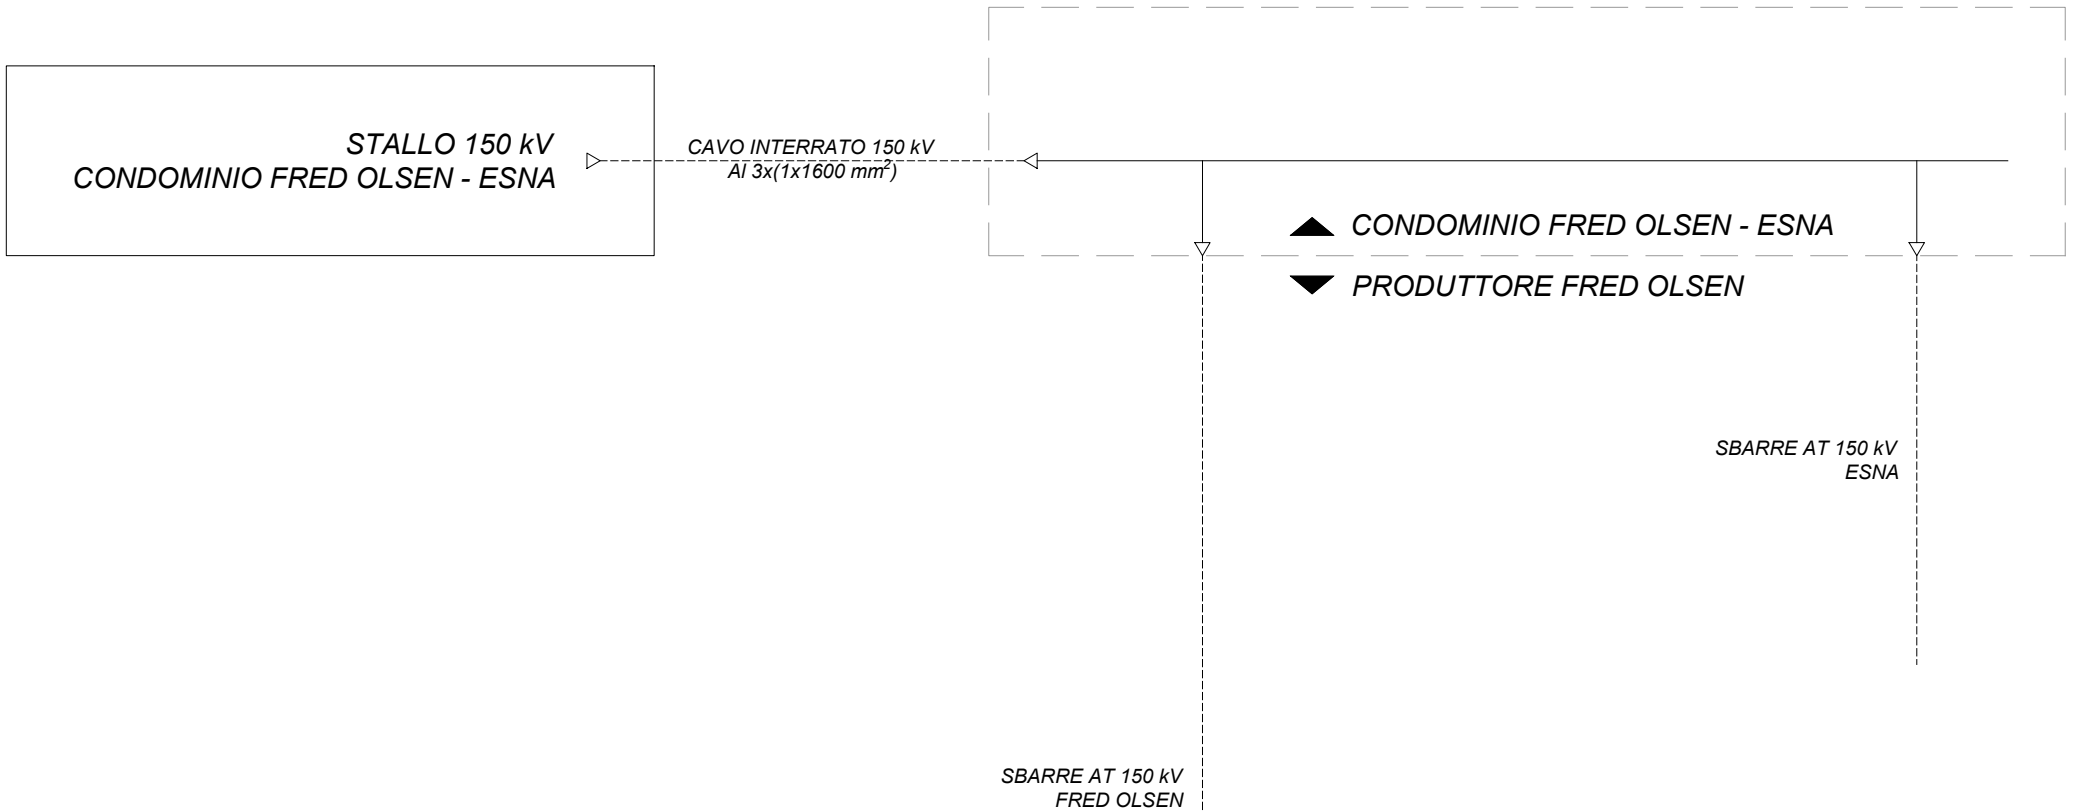 STALLO 150 kV
CONDOMINIO FRED OLSEN - ESNA
CAVO INTERRATO 150 kV
Al 3x(1x1600 mm²)
CONDOMINIO FRED OLSEN - ESNA
PRODUTTORE FRED OLSEN
SBARRE AT 150 kV
ESNA
SBARRE AT 150 kV
FRED OLSEN